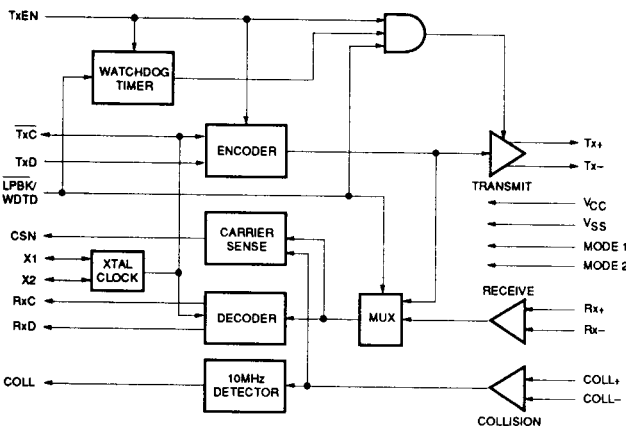 TxEN
WATCHDOG
TIMER
TxC
TxD
ENCODER
Tx+
Tx–
TRANSMIT
LPBK/
WDTD
VCC
VSS
MODE 1
MODE 2
CSN
CARRIER
SENSE
X1
X2
XTAL
CLOCK
RxC
RxD
DECODER
MUX
RECEIVE
Rx+
Rx–
COLL
10MHz
DETECTOR
COLL+
COLL–
COLLISION